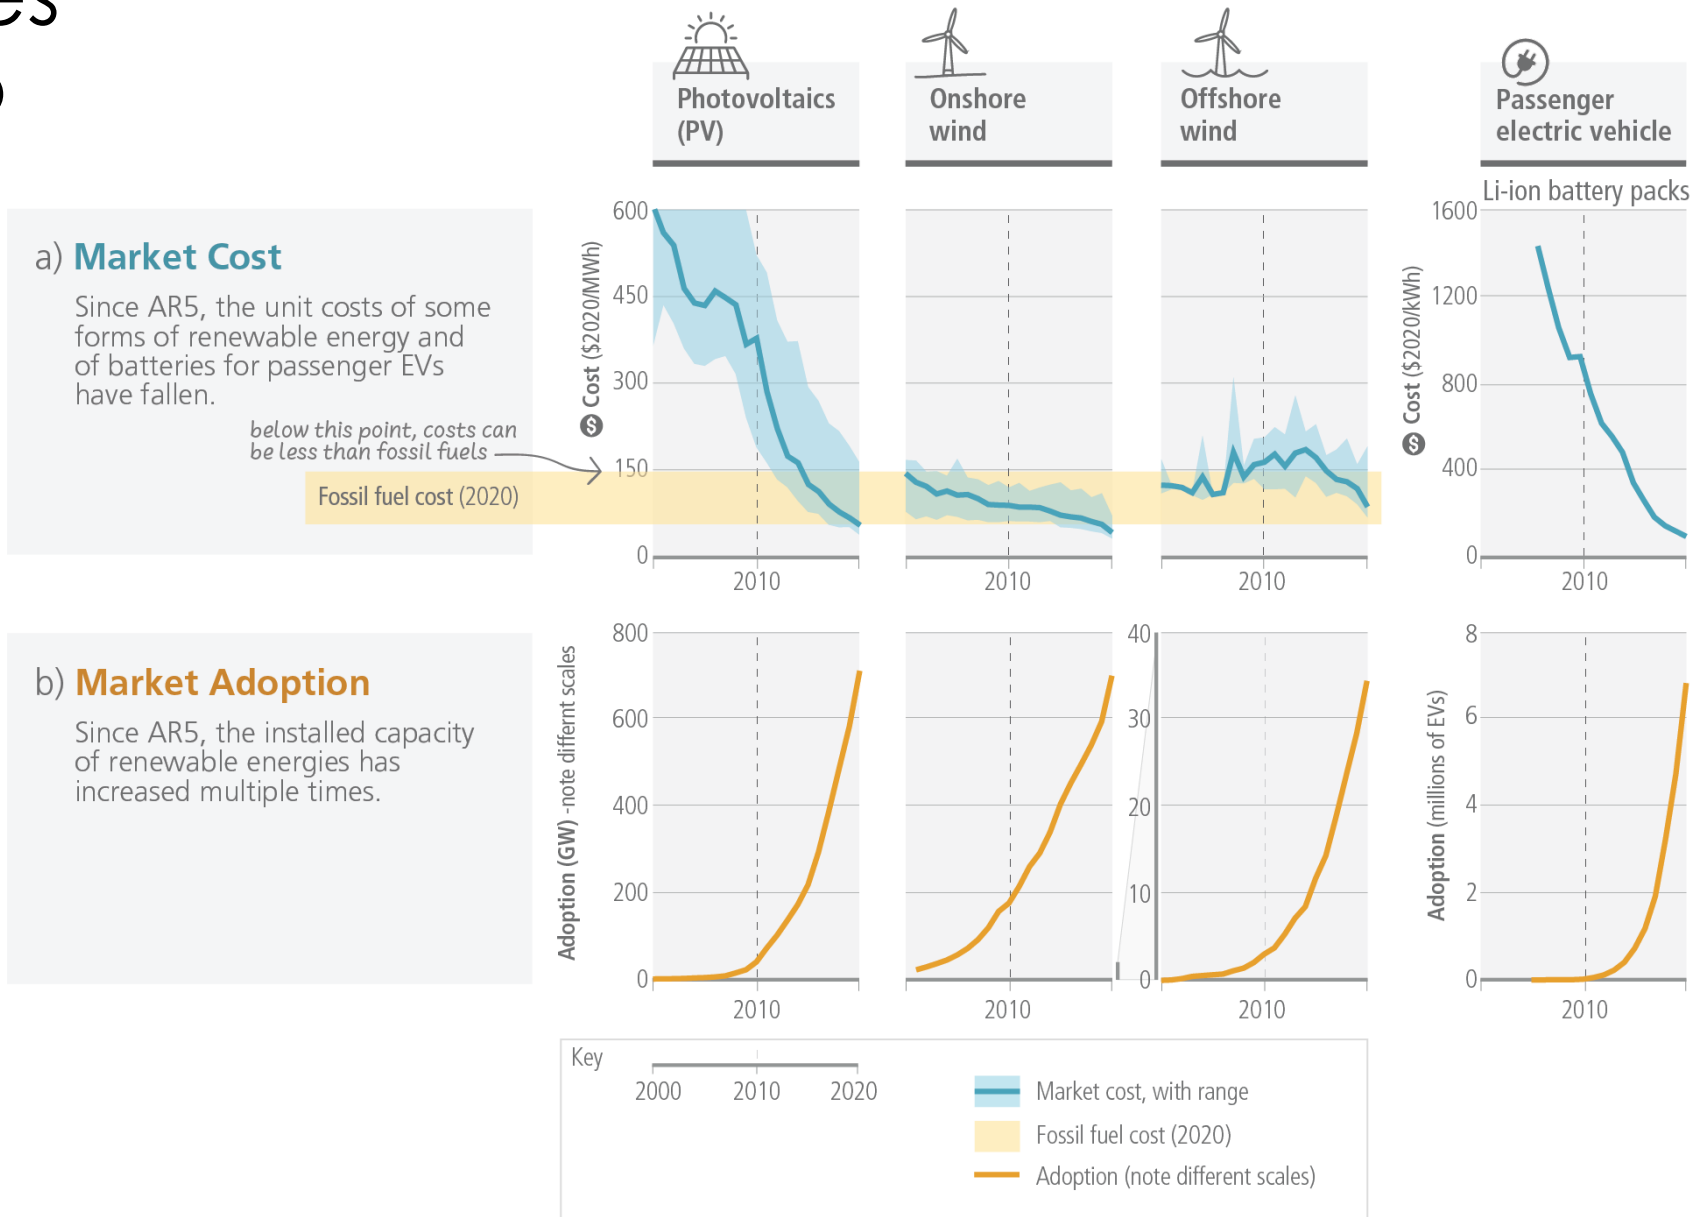 es
Photovoltaics
(PV)
Onshore
wind
Offshore
wind
Passenger
electric vehicle
Li-ion battery packs
a) Market Cost
Since AR5, the unit costs of some
forms of renewable energy and
of batteries for passenger EVs
have fallen.
below this point, costs can
be less than fossil fuels
Fossil fuel cost (2020)
$ Cost ($2020/MWh)
600
450
300
150
0
2010
2010
2010
$ Cost ($2020/kWh)
1600
1200
800
400
0
2010
b) Market Adoption
Since AR5, the installed capacity
of renewable energies has
increased multiple times.
Adoption (GW) -note differnt scales
800
600
400
200
0
2010
2010
40
30
20
10
0
2010
Adoption (millions of EVs)
8
6
4
2
0
2010
Key
2000 2010 2020
Market cost, with range
Fossil fuel cost (2020)
Adoption (note different scales)